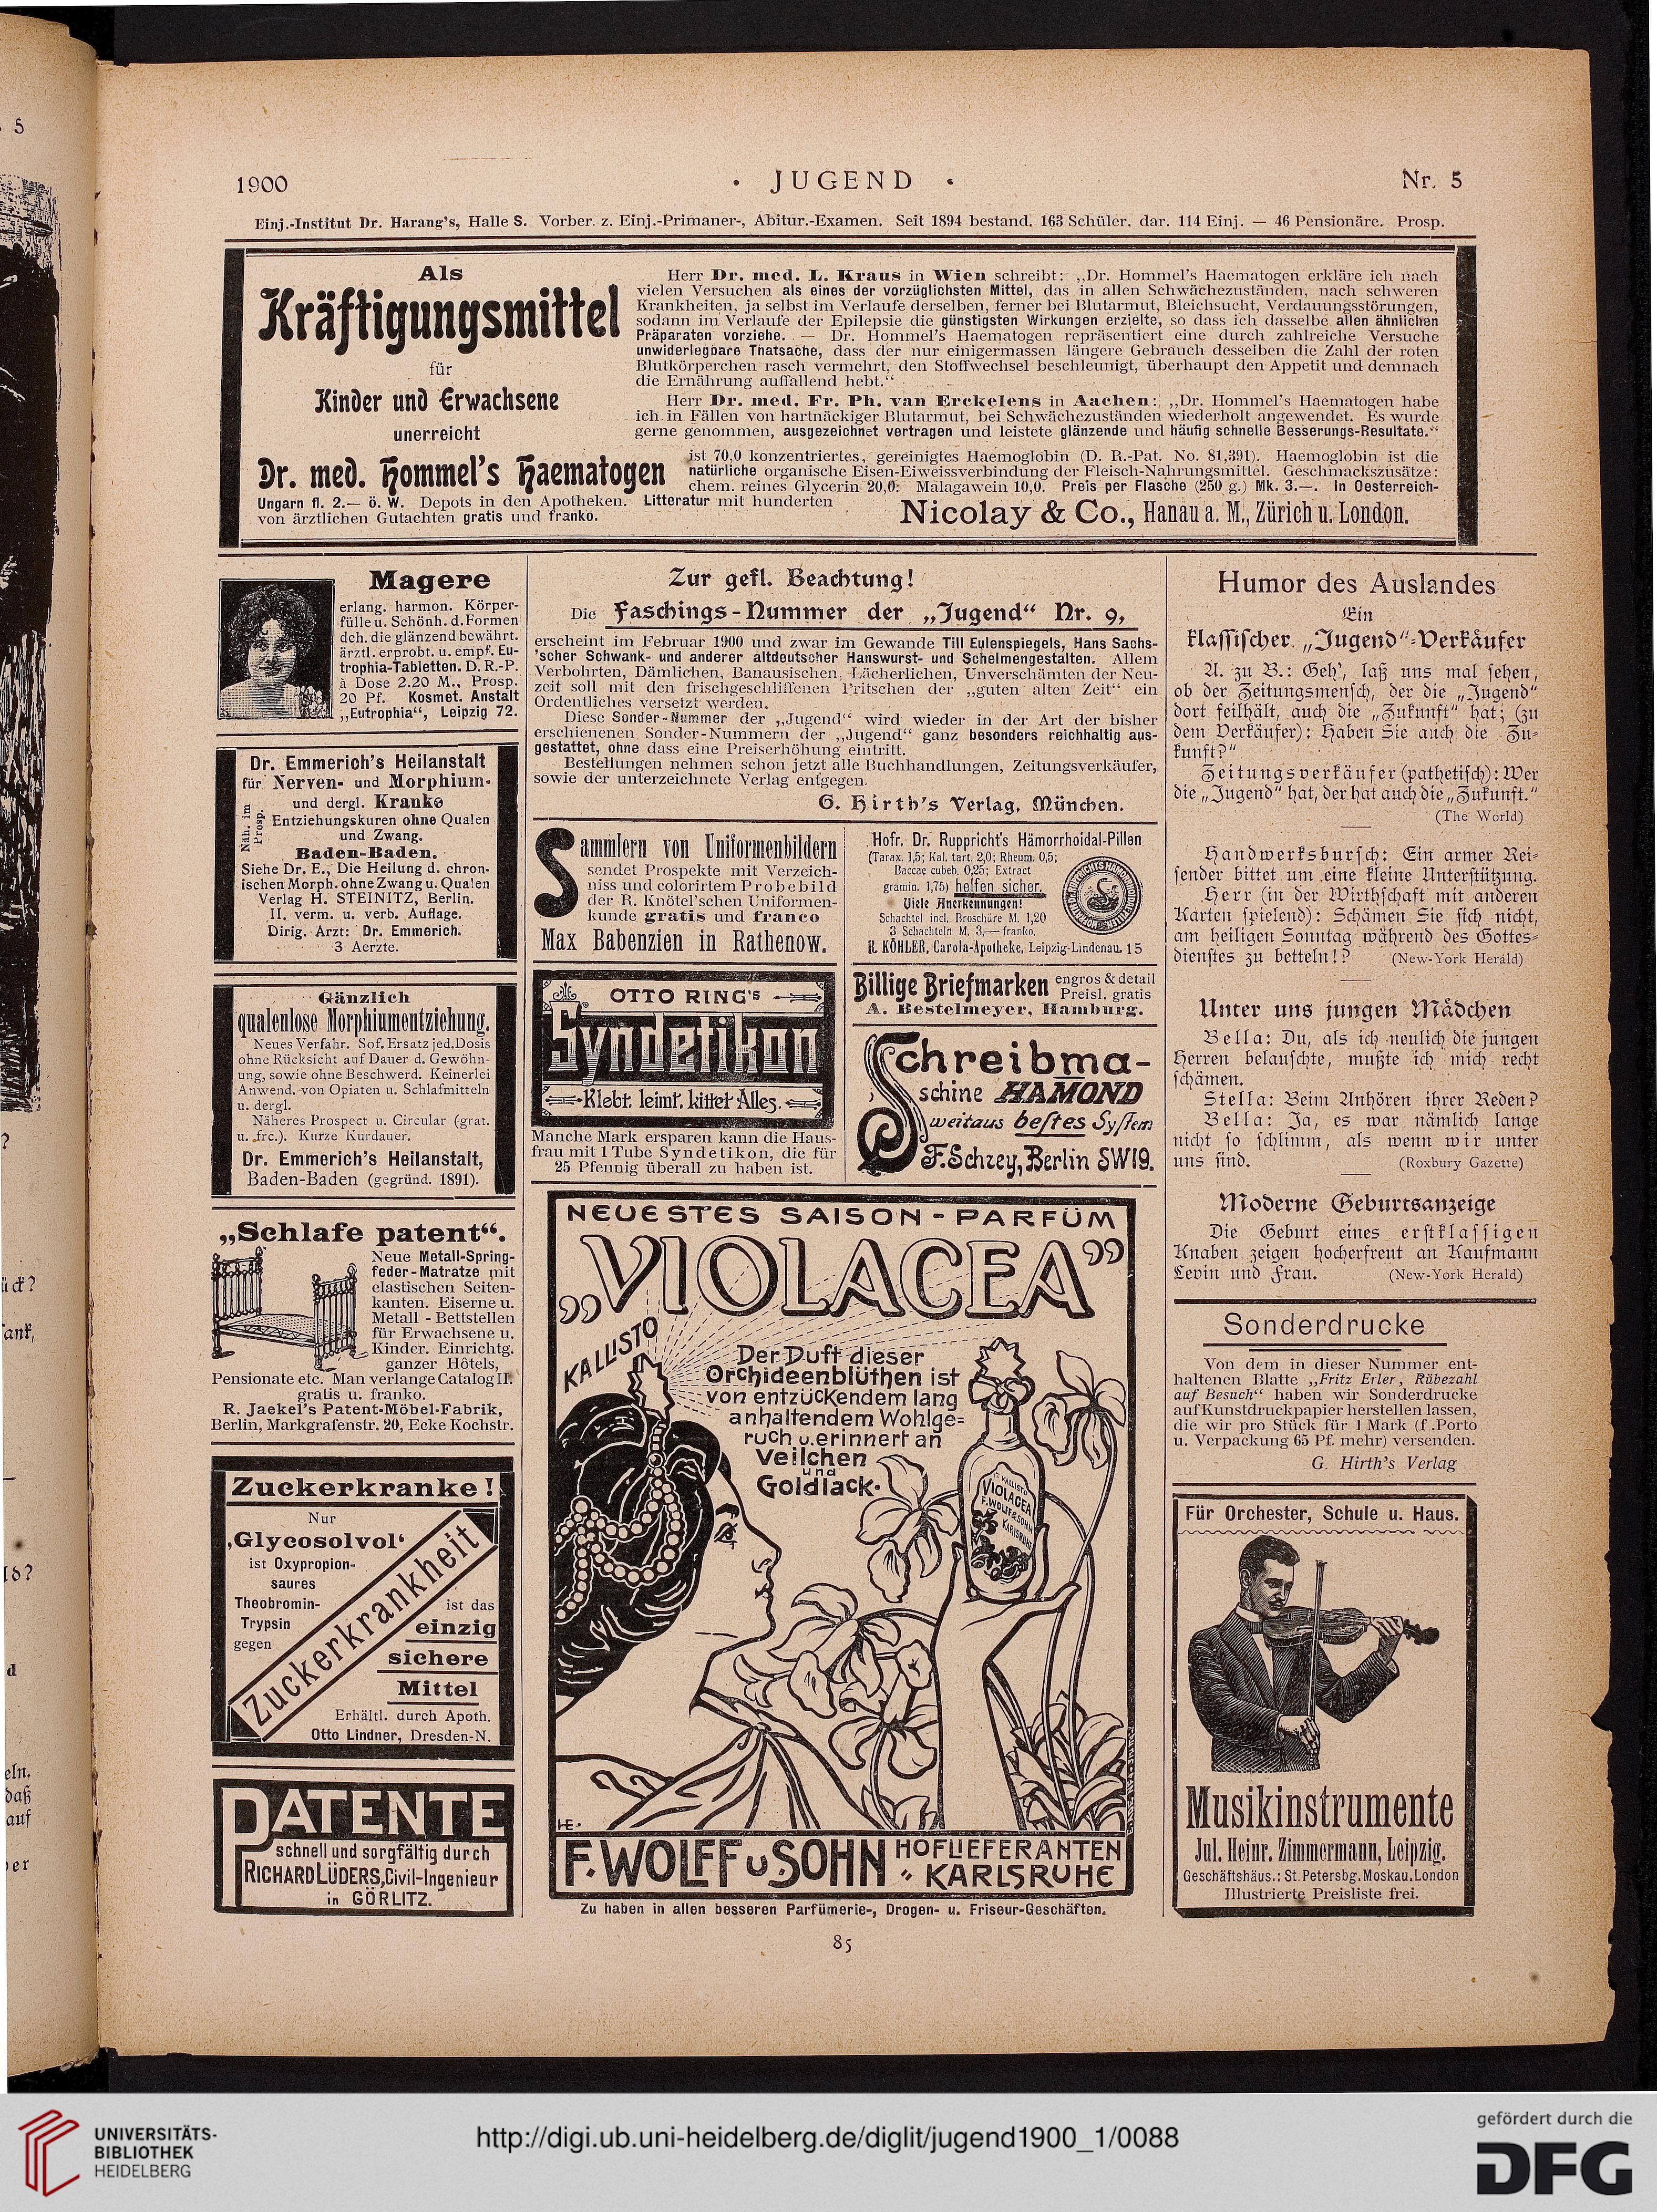 1900
· JUGEND ·
Nr. 5
Einj.-Institut Dr. Harang's, Halle S. Vorber. z. Einj.-Primaner-, Abitur.-Examen. Seit 1894 bestand. 163 Schüler, dar. 114 Einj. — 46 Pensionäre. Prosp.
Als
Kräftigungsmittel
für
Kinder und Erwachsene
unerreicht
Herr Dr. med. L. Kraus in Wien schreibt: „Dr. Hommel's Haematogen erkläre ich nach
vielen Versuchen als eines der vorzüglichsten Mittel, das in allen Schwächezuständen, nach schweren
Krankheiten, ja selbst im Verlaufe derselben, ferner bei Blutarmut, Bleichsucht, Verdauungsstörungen,
sodann im Verlaufe der Epilepsie die günstigsten Wirkungen erzielte, so dass ich dasselbe allen ähnlichen
Präparaten vorziehe. — Dr. Hommel's Haematogen repräsentiert eine durch zahlreiche Versuche
unwiderlegbare Thatsache, dass der nur einigermassen längere Gebrauch desselben die Zahl der roten
Blutkörperchen rasch vermehrt, den Stoffwechsel beschleunigt, überhaupt den Appetit und demnach
die Ernährung auffallend hebt.“
Herr Dr. med. Fr. Ph. van Erckelens in Aachen: „Dr. Hommel's Haematogen habe
ich in Fällen von hartnäckiger Blutarmut, bei Schwächezuständen wiederholt angewendet. Es wurde
gerne genommen, ausgezeichnet vertragen und leistete glänzende und häufig schnelle Besserungs-Resultate.“
Dr. med. Hommel's Haematogen
ist 70,0 konzentriertes, gereinigtes Haemoglobin (D. R.-Pat. No. 81,391). Haemoglobin ist die
natürliche organische Eisen-Eiweissverbindung der Fleisch-Nahrungsmittel. Geschmackszusätze:
chem. reines Glycerin 20,0. Malagawein 10,0. Preis per Flasche (250 g.) Mk. 3.—. In Oesterreich-
Ungarn fl. 2.— ö. W. Depots in den Apotheken. Litteratur mit hunderten
von ärztlichen Gutachten gratis und franko.
Nicolay & Co., Hanau a. M., Zürich u. London.
Magere
erlang. harmon. Körper-
fülle u. Schönh. d. Formen
dch. die glänzend bewährt.
ärztl. erprobt. u. empf. Eu-
trophia-Tabletten. D. R.-P.
à Dose 2.20 M., Prosp.
20 Pf. Kosmet. Anstalt
„Eutrophia“, Leipzig 72.
Dr. Emmerich's Heilanstalt
für Nerven- und Morphium-
und dergl. Kranke
Näh. im Prosp.
Entziehungskuren ohne Qualen
und Zwang.
Baden-Baden.
Siehe Dr. E., Die Heilung d. chron-
ischen Morph. ohne Zwang u. Qualen
Verlag H. STEINITZ, Berlin.
II. verm. u. verb. Auflage.
Dirig. Arzt: Dr. Emmerich.
3 Aerzte.
Gänzlich
qualenlose Morphiumentziehung.
Neues Verfahr. Sof. Ersatz jed. Dosis
ohne Rücksicht auf Dauer d. Gewöhn-
ung, sowie ohne Beschwerd. Keinerlei
Anwend. von Opiaten u. Schlafmitteln
u. dergl.
Näheres Prospect u. Circular (grat.
u. frc.). Kurze Kurdauer.
Dr. Emmerich's Heilanstalt,
Baden-Baden (gegründ. 1891).
„Schlafe patent“.
Neue Metall-Spring-
feder-Matratze mit
elastischen Seiten-
kanten. Eiserne u.
Metall-Bettstellen
für Erwachsene u.
Kinder. Einrichtg.
ganzer Hôtels,
Pensionate etc. Man verlange Catalog II.
gratis u. franko.
R. Jaekel's Patent-Möbel-Fabrik,
Berlin, Markgrafenstr. 20, Ecke Kochstr.
Zuckerkranke!
Nur
‚Glycosolvol‘
ist Oxypropion-
saures
Theobromin-
Trypsin
gegen
Zuckerkrankheit
ist das
einzig
sichere
Mittel
Erhältl. durch Apoth.
Otto Lindner, Dresden-N.
PATENTE
schnell und sorgfältig durch
RICHARD LÜDERS, Civil-Ingenieur
in GÖRLITZ.
Zur gefl. Beachtung!
Die Faschings-Nummer der „Jugend“ Nr. 9,
erscheint im Februar 1900 und zwar im Gewande Till Eulenspiegels, Hans Sachs-
'scher Schwank- und anderer altdeutscher Hanswurst- und Schelmengestalten. Allem
Verbohrten, Dämlichen, Banausischen, Lächerlichen, Unverschämten der Neu-
zeit soll mit den frischgeschliffenen Pritschen der „guten alten Zeit“ ein
Ordentliches versetzt werden.
Diese Sonder-Nummer der „Jugend“ wird wieder in der Art der bisher
erschienenen Sonder-Nummern der „Jugend“ ganz besonders reichhaltig aus-
gestattet, ohne dass eine Preiserhöhung eintritt.
Bestellungen nehmen schon jetzt alle Buchhandlungen, Zeitungsverkäufer,
sowie der unterzeichnete Verlag entgegen.
G. Hirth's Verlag, München.
Sammlern von Uniformenbildern
sendet Prospekte mit Verzeich-
niss und colorirtem Probebild
der R. Knötel'schen Uniformen-
kunde gratis und franco
Max Babenzien in Rathenow.
Hofr. Dr. Ruppricht's Hämorrhoidal-Pillen
(Tarax. 1,5; Kal. tart. 2,0; Rheum. 0,5;
Baccae cubeb. 0,25; Extract
gramin. 1,75) helfen sicher.
Viele Anerkennungen!
Schachtel incl. Broschüre M. 1,20
3 Schachteln M. 3,— franko.
R. KÖHLER, Carola-Apotheke, Leipzig-Lindenau. 15
OTTO RING'S
Syndetikon
Klebt, leimt, kittet Alles.
Manche Mark ersparen kann die Haus-
frau mit 1 Tube Syndetikon, die für
25 Pfennig überall zu haben ist.
Billige Briefmarken engros & detail
Preisl. gratis
A. Bestelmeyer, Hamburg.
Schreibma-
schine HAMOND
weitaus bestes System
F. Schrey, Berlin SW19.
NEUESTES SAISON-PARFÜM
„VIOLACEA“
KALLISTO
Der Duft dieser
Orchideenblüthen ist
von entzückendem lang
anhaltendem Wohlge=
ruch u. erinnert an
Veilchen
und
Goldlack.
KALLISTO
VIOLACEA
F. WOLFF & SOHN
KARLSRUHE
HE.
F. WOLFF u. SOHN HOFLIEFERANTEN
KARLSRUHE
Zu haben in allen besseren Parfümerie-, Drogen- u. Friseur-Geschäften.
Humor des Auslandes
Ein
klassischer „Jugend“-Verkäufer
A. zu B.: Geh', laß uns mal sehen,
ob der Zeitungsmensch, der die „Jugend“
dort feilhält, auch die „Zukunft“ hat; (zu
dem Verkäufer): Haben Sie auch die Zu-
kunft?“
Zeitungsverkäufer (pathetisch): Wer
die „Jugend“ hat, der hat auch die „Zukunft.“
(The World)
Handwerksbursch: Ein armer Rei-
sender bittet um eine kleine Unterstützung.
Herr (in der Wirthschaft mit anderen
Karten spielend): Schämen Sie sich nicht,
am heiligen Sonntag während des Gottes-
dienstes zu betteln!? (New-York Herald)
Unter uns jungen Mädchen
Bella: Du, als ich neulich die jungen
Herren belauschte, mußte ich mich recht
schämen.
Stella: Beim Anhören ihrer Reden?
Bella: Ja, es war nämlich lange
nicht so schlimm, als wenn wir unter
uns sind. (Roxbury Gazette)
Moderne Geburtsanzeige
Die Geburt eines erstklassigen
Knaben zeigen hocherfreut an Kaufmann
Levin und Frau. (New-York Herald)
Sonderdrucke
Von dem in dieser Nummer ent-
haltenen Blatte „Fritz Erler, Rübezahl
auf Besuch“ haben wir Sonderdrucke
auf Kunstdruckpapier herstellen lassen,
die wir pro Stück für 1 Mark (f. Porto
u. Verpackung 65 Pf. mehr) versenden.
G. Hirth's Verlag
Für Orchester, Schule u. Haus.
Musikinstrumente
Jul. Heinr. Zimmermann, Leipzig.
Geschäftshäus.: St. Petersbg. Moskau. London
Illustrierte Preisliste frei.
85
UNIVERSITÄTS-
BIBLIOTHEK
HEIDELBERG
http://digi.ub.uni-heidelberg.de/diglit/jugend1900_1/0088
gefördert durch die
DFG